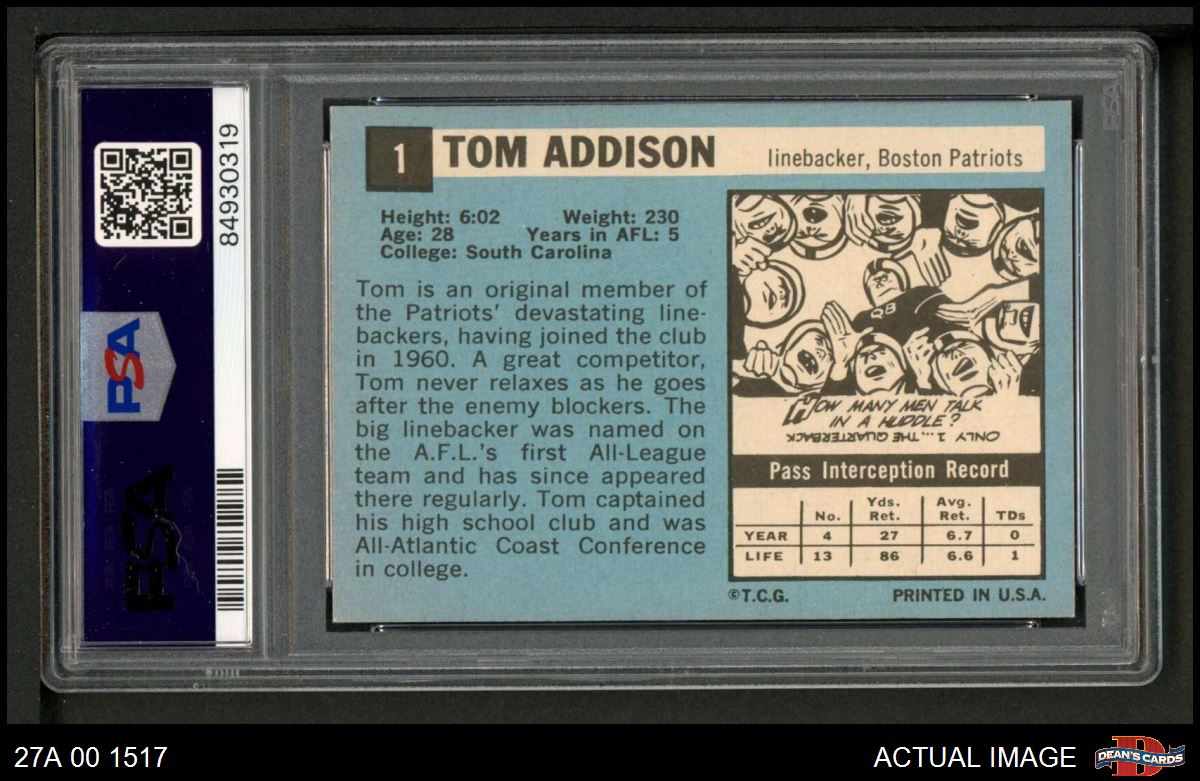 PSA
84930319
PSA
1 TOM ADDISON linebacker, Boston Patriots
Height: 6:02 Weight: 230
Age: 28 Years in AFL: 5
College: South Carolina
Tom is an original member of
the Patriots' devastating line-
backers, having joined the club
in 1960. A great competitor,
Tom never relaxes as he goes
after the enemy blockers. The
big linebacker was named on
the A.F.L.'s first All-League
team and has since appeared
there regularly. Tom captained
his high school club and was
All-Atlantic Coast Conference
in college.
QB
HOW MANY MEN TALK
IN A HUDDLE?
ONLY 1... THE QUARTERBACK
Pass Interception Record
No. Yds. Ret. Avg. Ret. TDs
YEAR 4 27 6.7 0
LIFE 13 86 6.6 1
©T.C.G. PRINTED IN U.S.A.
PSA
27A 00 1517
ACTUAL IMAGE
D
DEAN'S CARDS